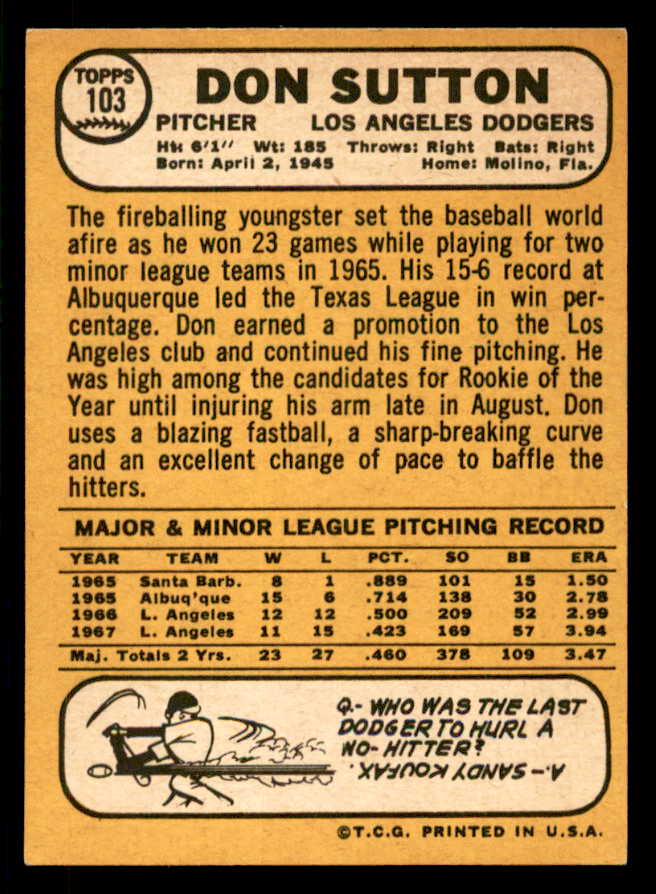 TOPPS
103
DON SUTTON
PITCHER LOS ANGELES DODGERS
Ht: 6'1" Wt: 185 Throws: Right Bats: Right
Born: April 2, 1945 Home: Molino, Fla.
The fireballing youngster set the baseball world
afire as he won 23 games while playing for two
minor league teams in 1965. His 15-6 record at
Albuquerque led the Texas League in win per-
centage. Don earned a promotion to the Los
Angeles club and continued his fine pitching. He
was high among the candidates for Rookie of the
Year until injuring his arm late in August. Don
uses a blazing fastball, a sharp-breaking curve
and an excellent change of pace to baffle the
hitters.
MAJOR & MINOR LEAGUE PITCHING RECORD
YEAR TEAM W L PCT. SO BB ERA
1965 Santa Barb. 8 1 .889 101 15 1.50
1965 Albuq'que 15 6 .714 138 30 2.78
1966 L. Angeles 12 12 .500 209 52 2.99
1967 L. Angeles 11 15 .423 169 57 3.94
Maj. Totals 2 Yrs. 23 27 .460 378 109 3.47
Q.- WHO WAS THE LAST
DODGER TO HURL A
NO-HITTER?
A.- SANDY KOUFAX.
©T.C.G. PRINTED IN U.S.A.